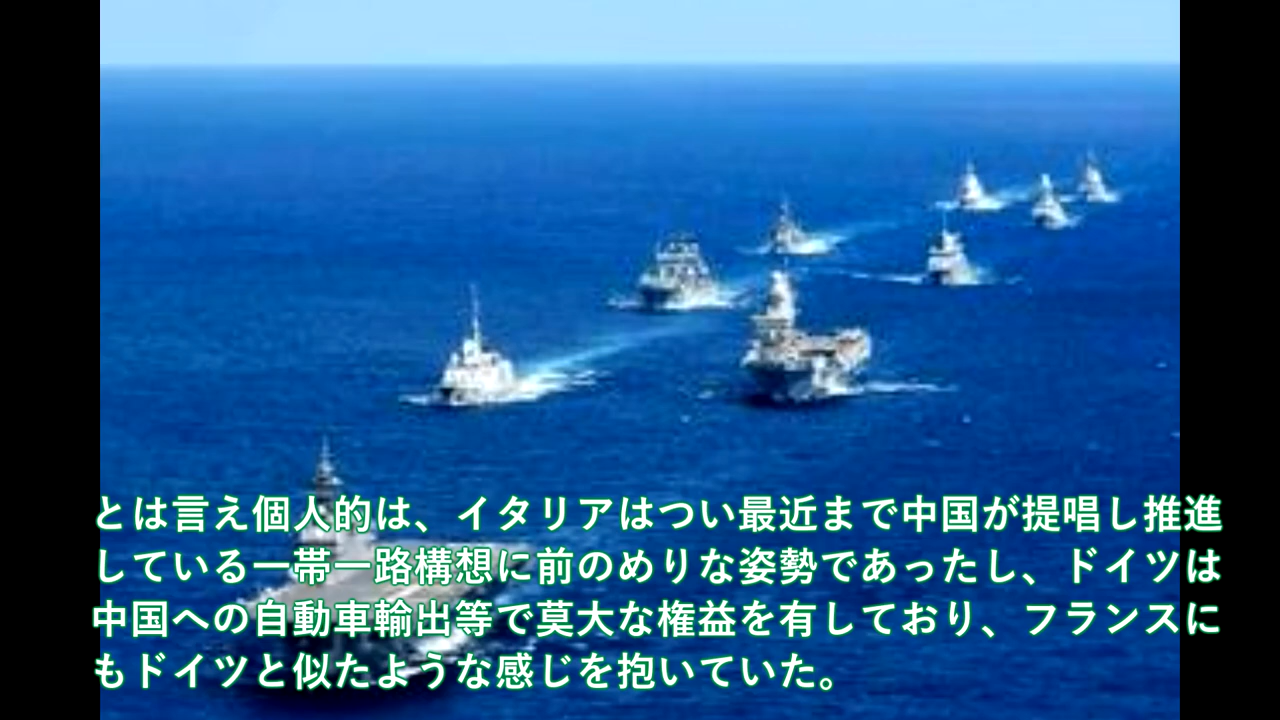 とは言え個人的は、イタリアはつい最近まで中国が提唱し推進
している一帯一路構想に前のめりな姿勢であったし、ドイツは
中国への自動車輸出等で莫大な権益を有しており、フランスに
もドイツと似たような感じを抱いていた。